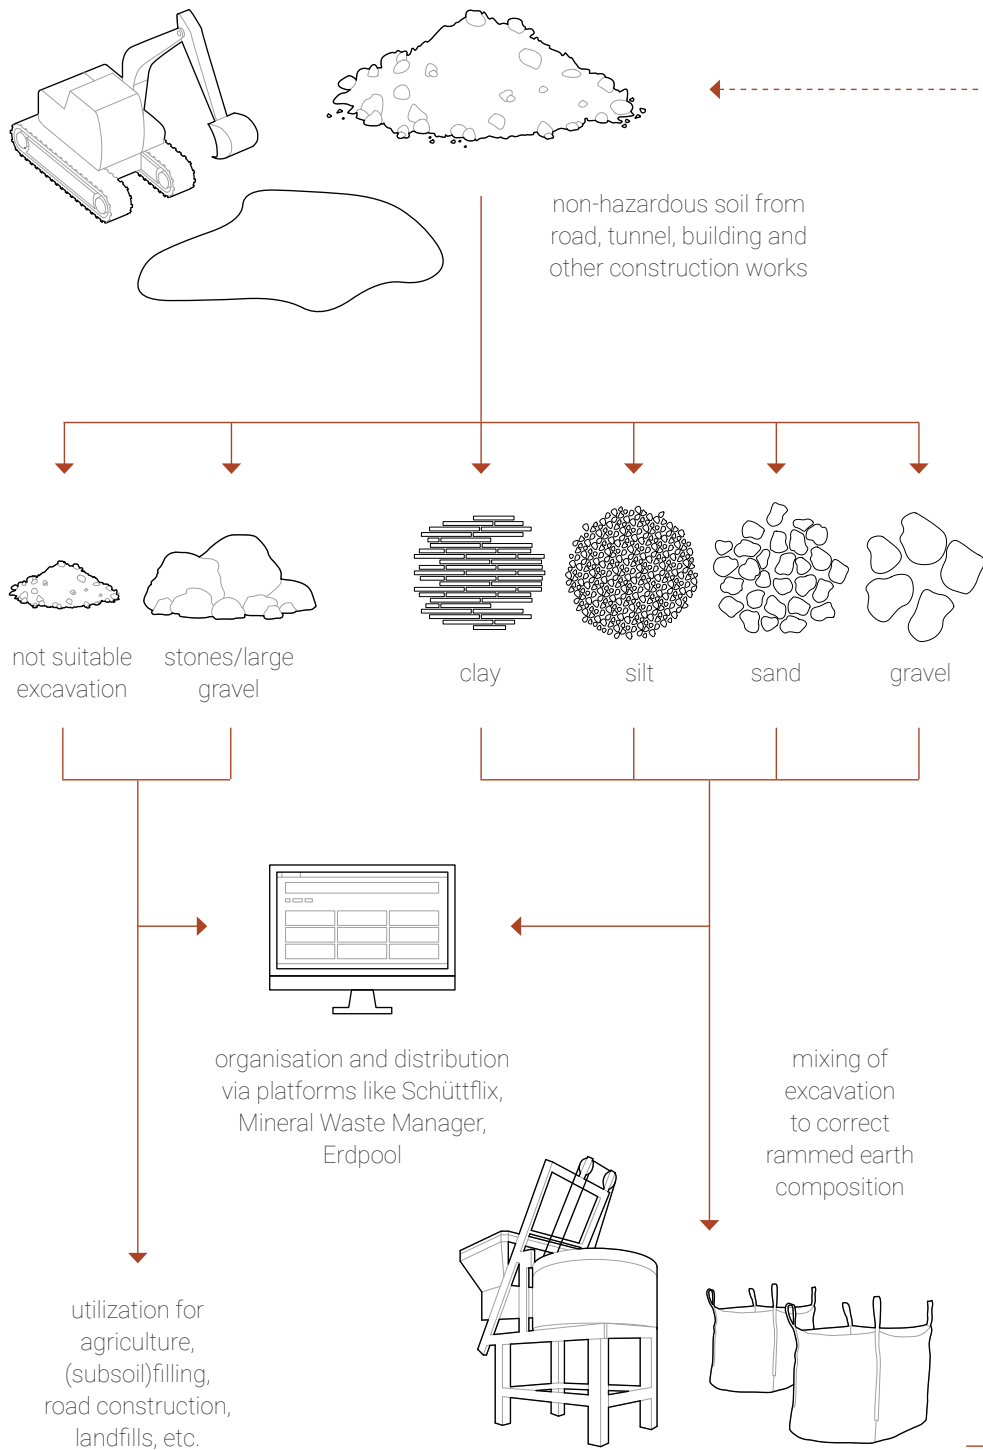 non-hazardous soil from
road, tunnel, building and
other construction works
not suitable
excavation
stones/large
gravel
clay
silt
sand
gravel
organisation and distribution
via platforms like Schüttflix,
Mineral Waste Manager,
Erdpool
mixing of
excavation
to correct
rammed earth
composition
utilization for
agriculture,
(subsoil)filling,
road construction,
landfills, etc.